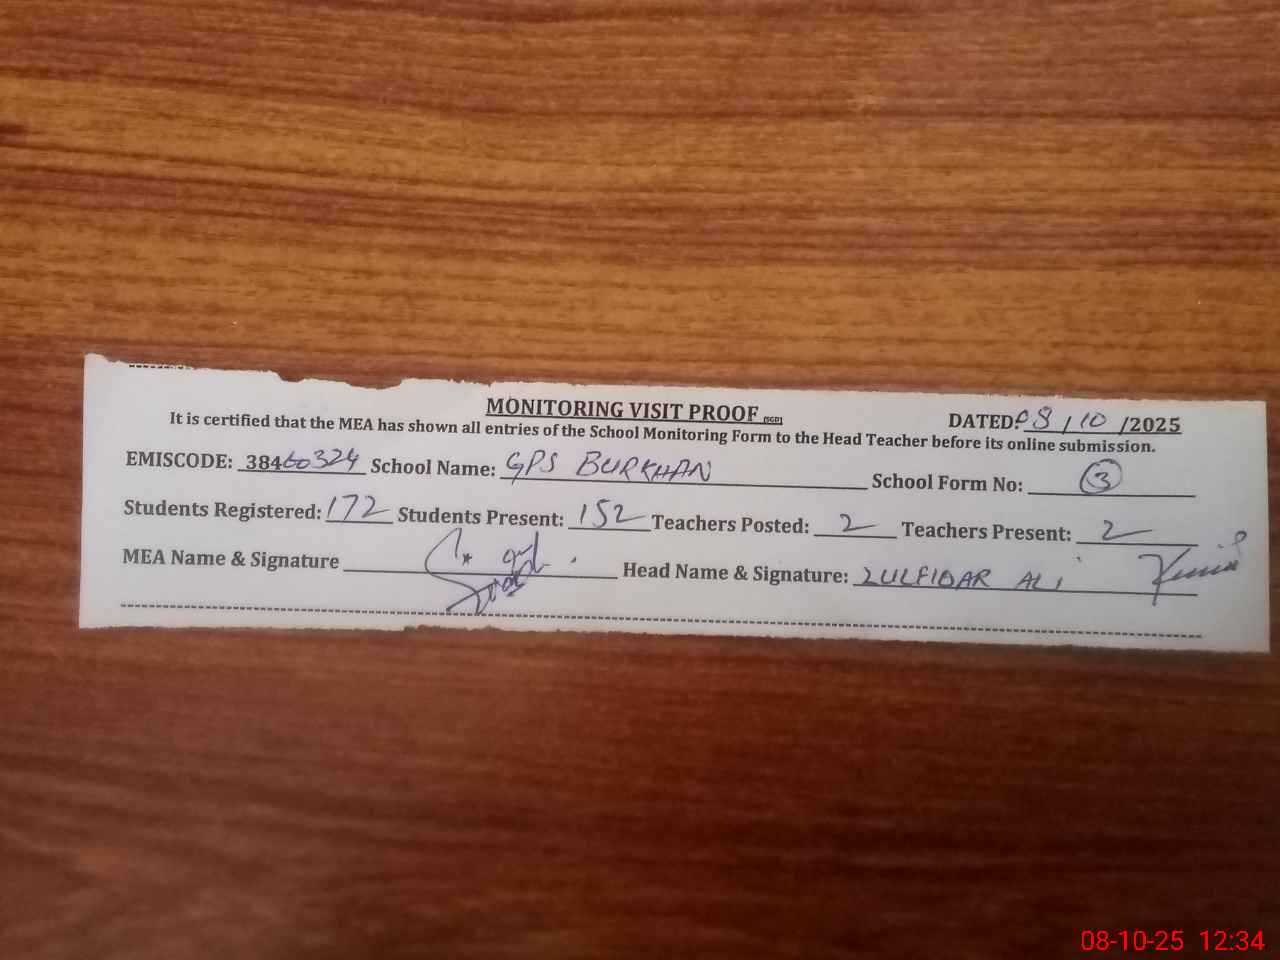 MONITORING VISIT PROOF (SGD)
DATED: 08/10/2025
It is certified that the MEA has shown all entries of the School Monitoring Form to the Head Teacher before its online submission.
EMISCODE: 38460324 School Name: GPS BURKHAN School Form No: 3
Students Registered: 172 Students Present: 152 Teachers Posted: 2 Teachers Present: 2
MEA Name & Signature Head Name & Signature: ZULFIQAR ALI
08-10-25 12:34